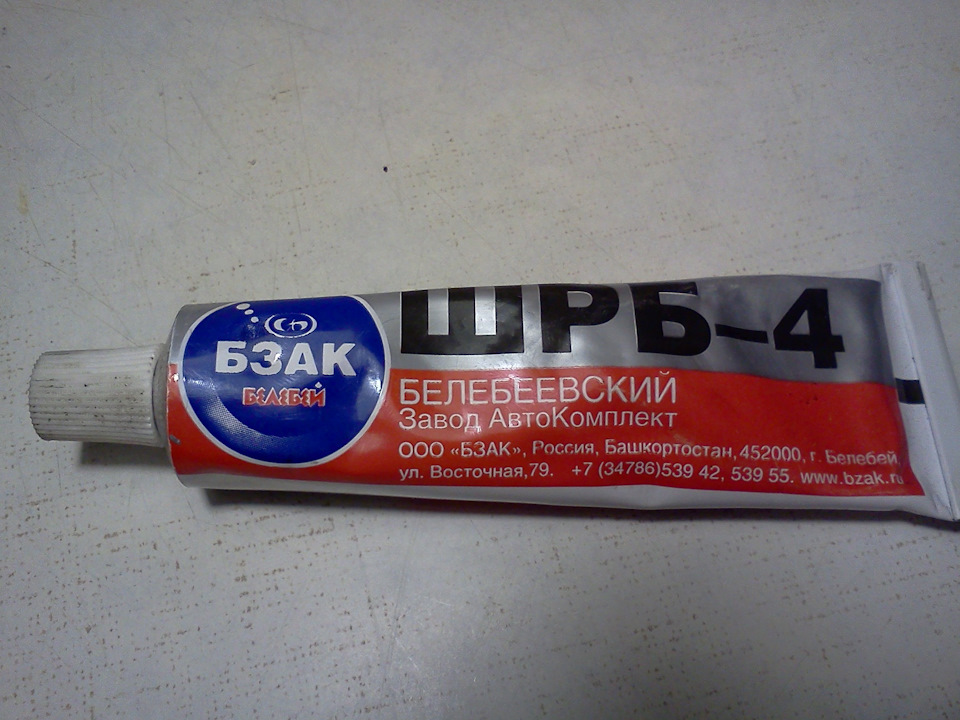 БЗАК
БЕЛЕБЕЙ
ШРБ-4
БЕЛЕБЕЕВСКИЙ
Завод АвтоКомплект
ООО «БЗАК», Россия, Башкортостан, 452000, г. Белебей,
ул. Восточная,79. +7 (34786)539 42, 539 55. www.bzak.ru